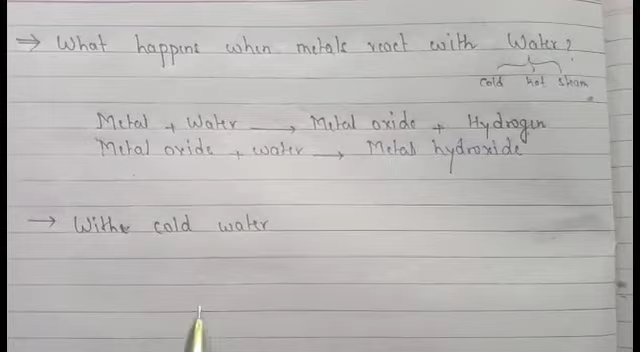 ⇒ What happens when metals react with Water?
cold hot steam
Metal + Water → Metal oxide + Hydrogen
Metal oxide + water → Metal hydroxide
→ With cold water